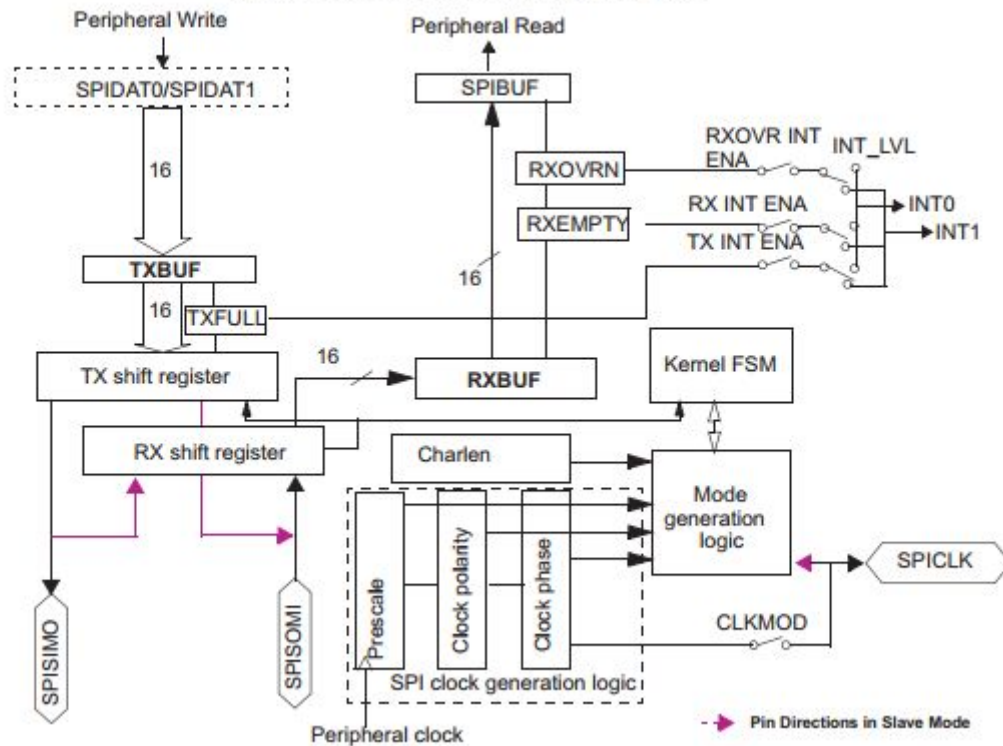 Peripheral Write
SPIDAT0/SPIDAT1
16
TXBUF
16
TXFULL
TX shift register
RX shift register
SPISIMO
SPISOMI
Peripheral Read
SPIBUF
RXOVRN
RXEMPTY
16
16
RXBUF
RXOVR INT
ENA
INT_LVL
RX INT ENA
TX INT ENA
INT0
INT1
Kernel FSM
Charlen
Mode
generation
logic
Prescale
Clock polarity
Clock phase
SPI clock generation logic
Peripheral clock
CLKMOD
SPICLK
Pin Directions in Slave Mode